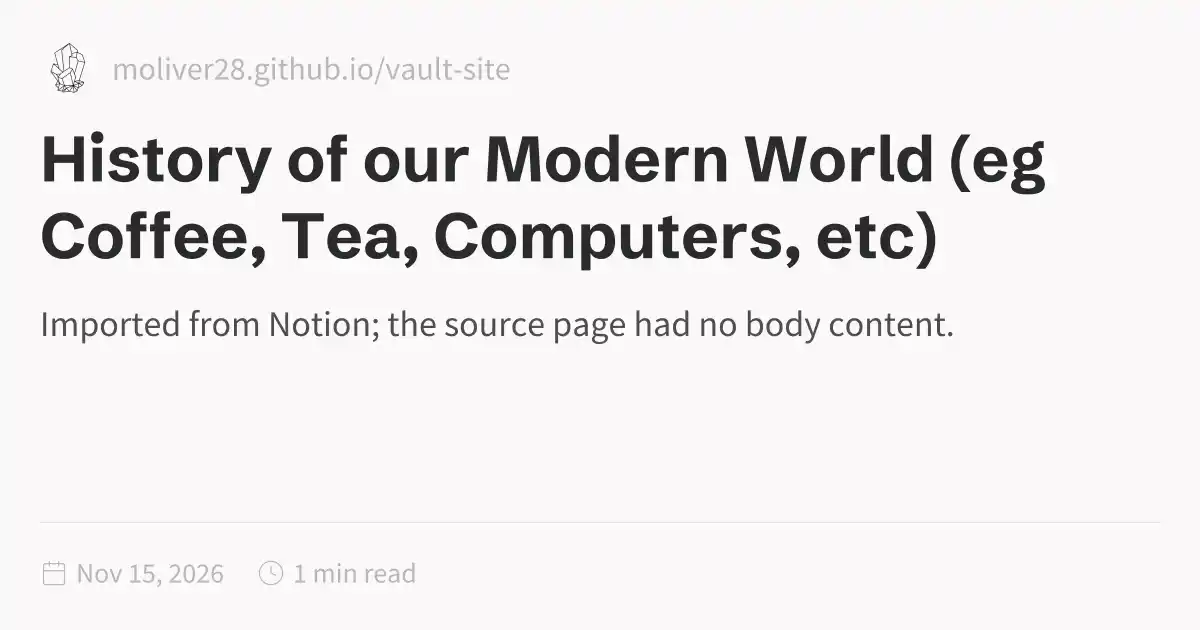 moliver28.github.io/vault-site
History of our Modern World (eg
Coffee, Tea, Computers, etc)
Imported from Notion; the source page had no body content.
Nov 15, 2026 1 min read